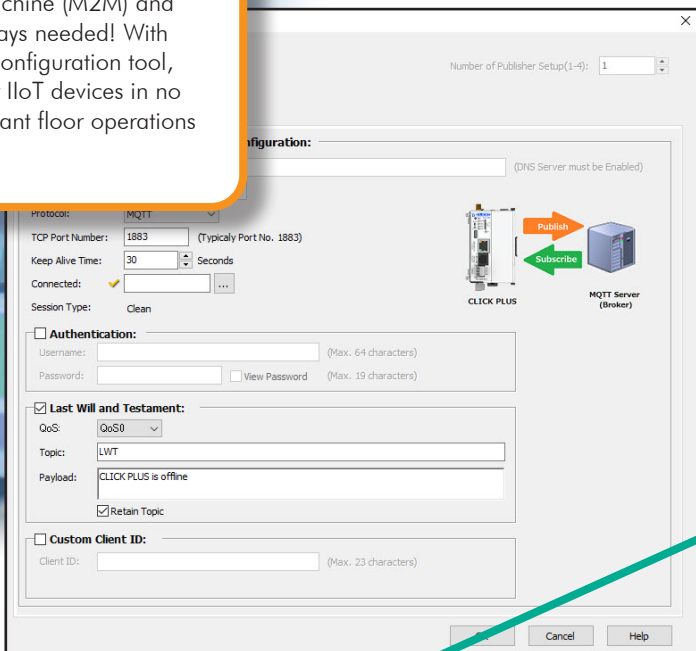 chine (M2M) and
ays needed! With
onfiguration tool,
IIoT devices in no
ant floor operations
Number of Publisher Setup(1-4): 1
nfiguration:
(DNS Server must be Enabled)
Protocol: MQTT
TCP Port Number: 1883 (Typicaly Port No. 1883)
Keep Alive Time: 30 Seconds
Connected: ...
Session Type: Clean
Publish
Subscribe
CLICK PLUS
MQTT Server
(Broker)
Authentication:
Username: (Max. 64 characters)
Password: View Password (Max. 19 characters)
Last Will and Testament:
QoS: QoS0
Topic: LWT
Payload: CLICK PLUS is offline
Retain Topic
Custom Client ID:
Client ID: (Max. 23 characters)
Cancel Help